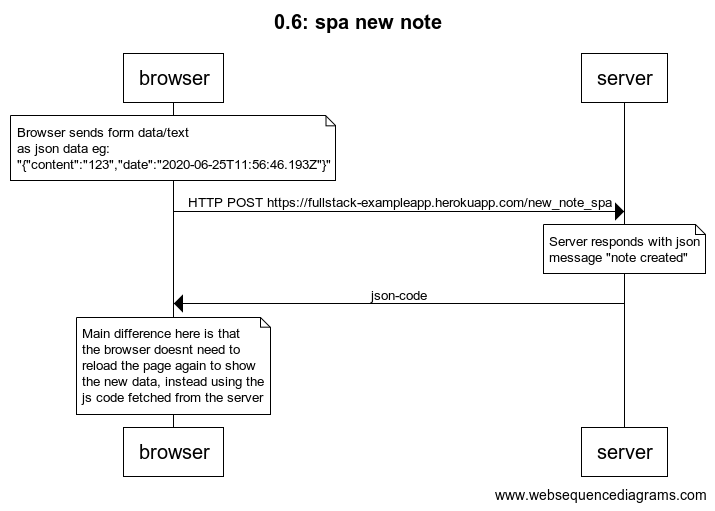 0.6: spa new note
browser
server
Browser sends form data/text
as json data eg:
"{"content":"123","date":"2020-06-25T11:56:46.193Z"}"
HTTP POST https://fullstack-exampleapp.herokuapp.com/new_note_spa
Server responds with json
message "note created"
json-code
Main difference here is that
the browser doesnt need to
reload the page again to show
the new data, instead using the
js code fetched from the server
browser
server
www.websequencediagrams.com